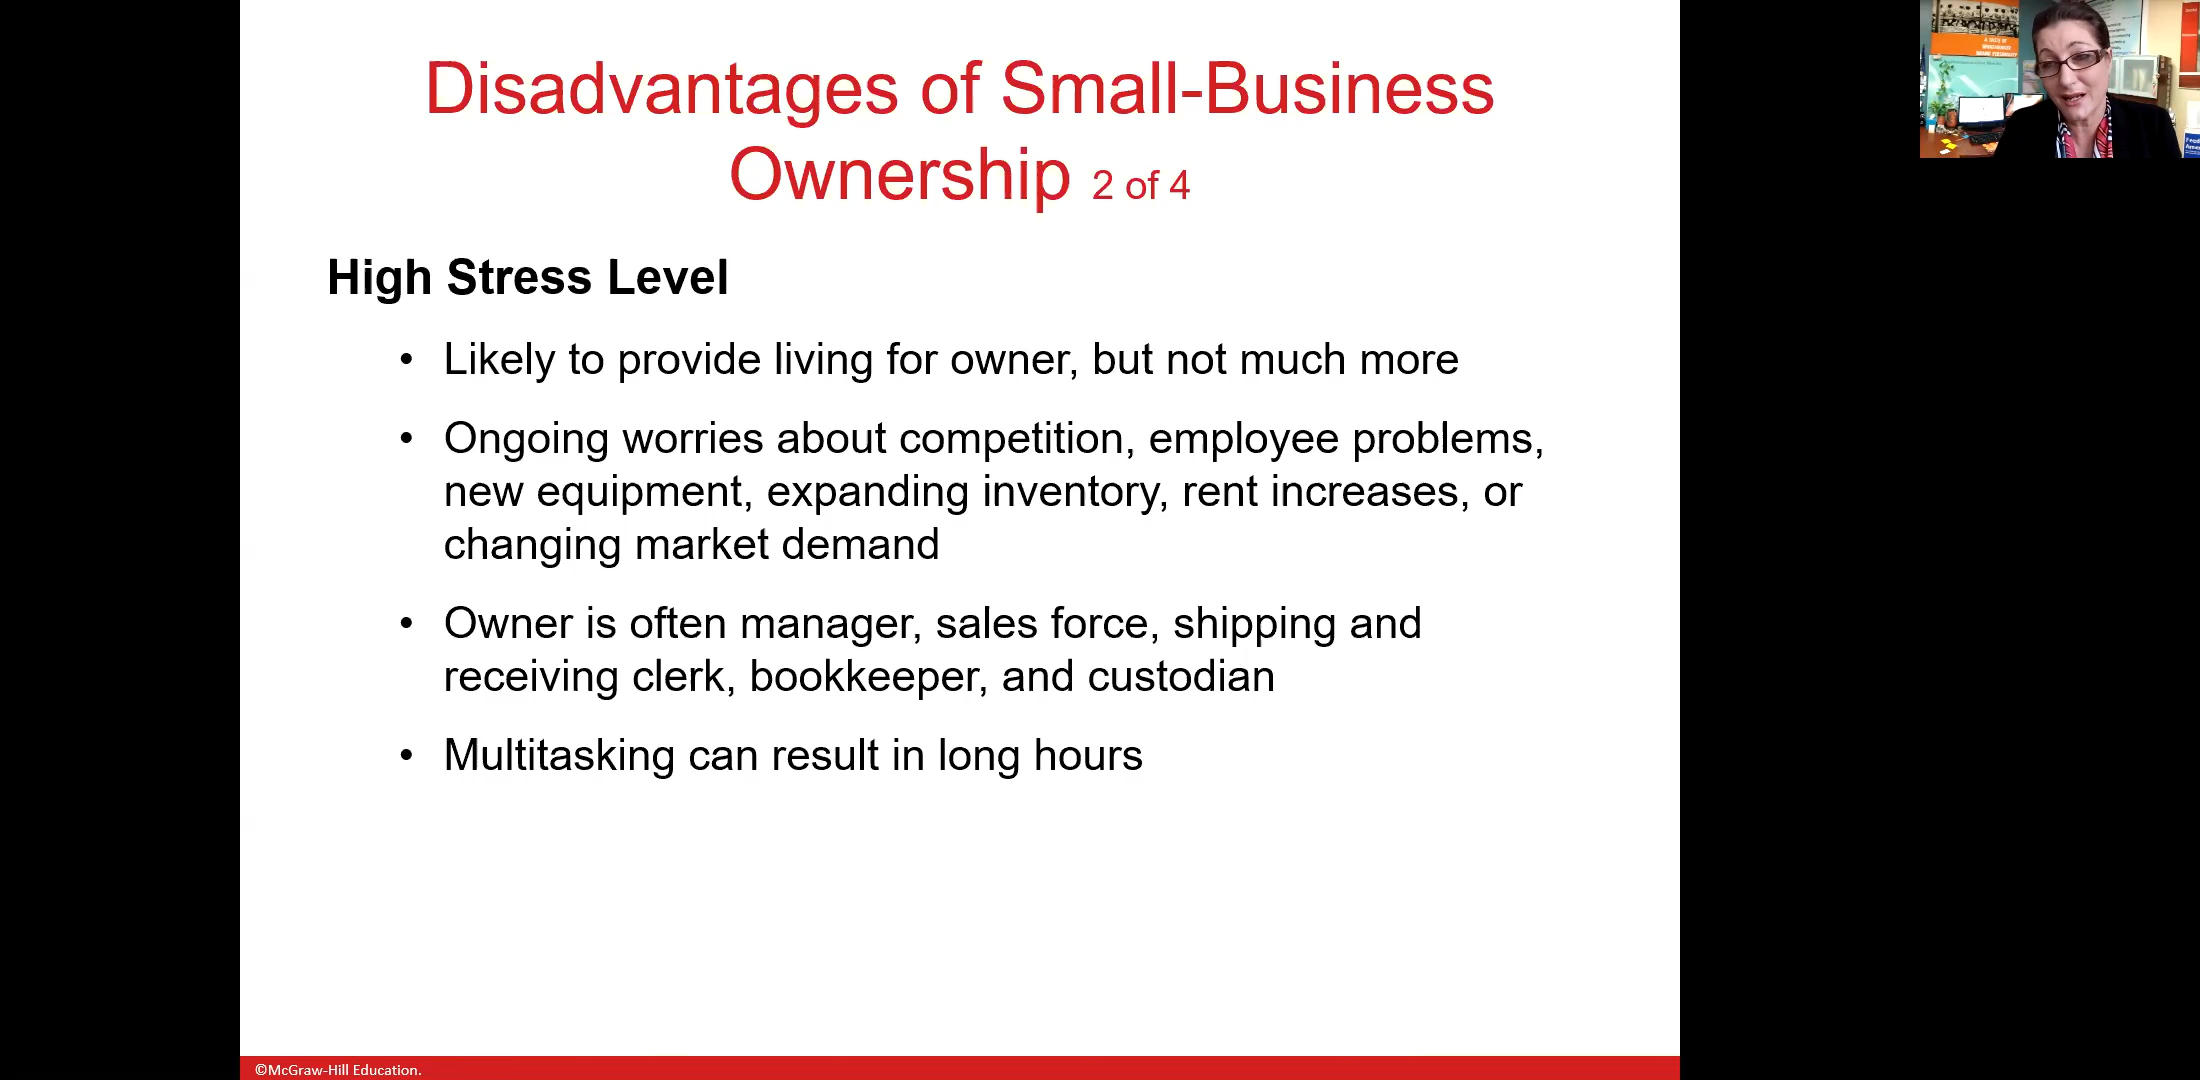 Disadvantages of Small-Business
Ownership 2 of 4
High Stress Level
• Likely to provide living for owner, but not much more
• Ongoing worries about competition, employee problems,
new equipment, expanding inventory, rent increases, or
changing market demand
• Owner is often manager, sales force, shipping and
receiving clerk, bookkeeper, and custodian
• Multitasking can result in long hours
©McGraw-Hill Education.